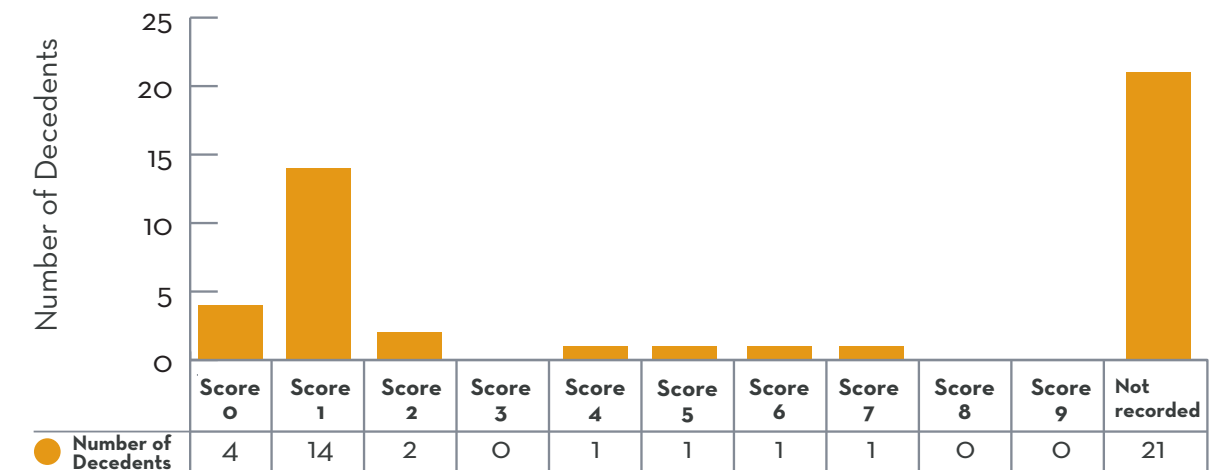 Number of Decedents
25
20
15
10
5
0
Score 0
Score 1
Score 2
Score 3
Score 4
Score 5
Score 6
Score 7
Score 8
Score 9
Not recorded
Number of Decedents
4 14 2 0 1 1 1 1 0 0 21